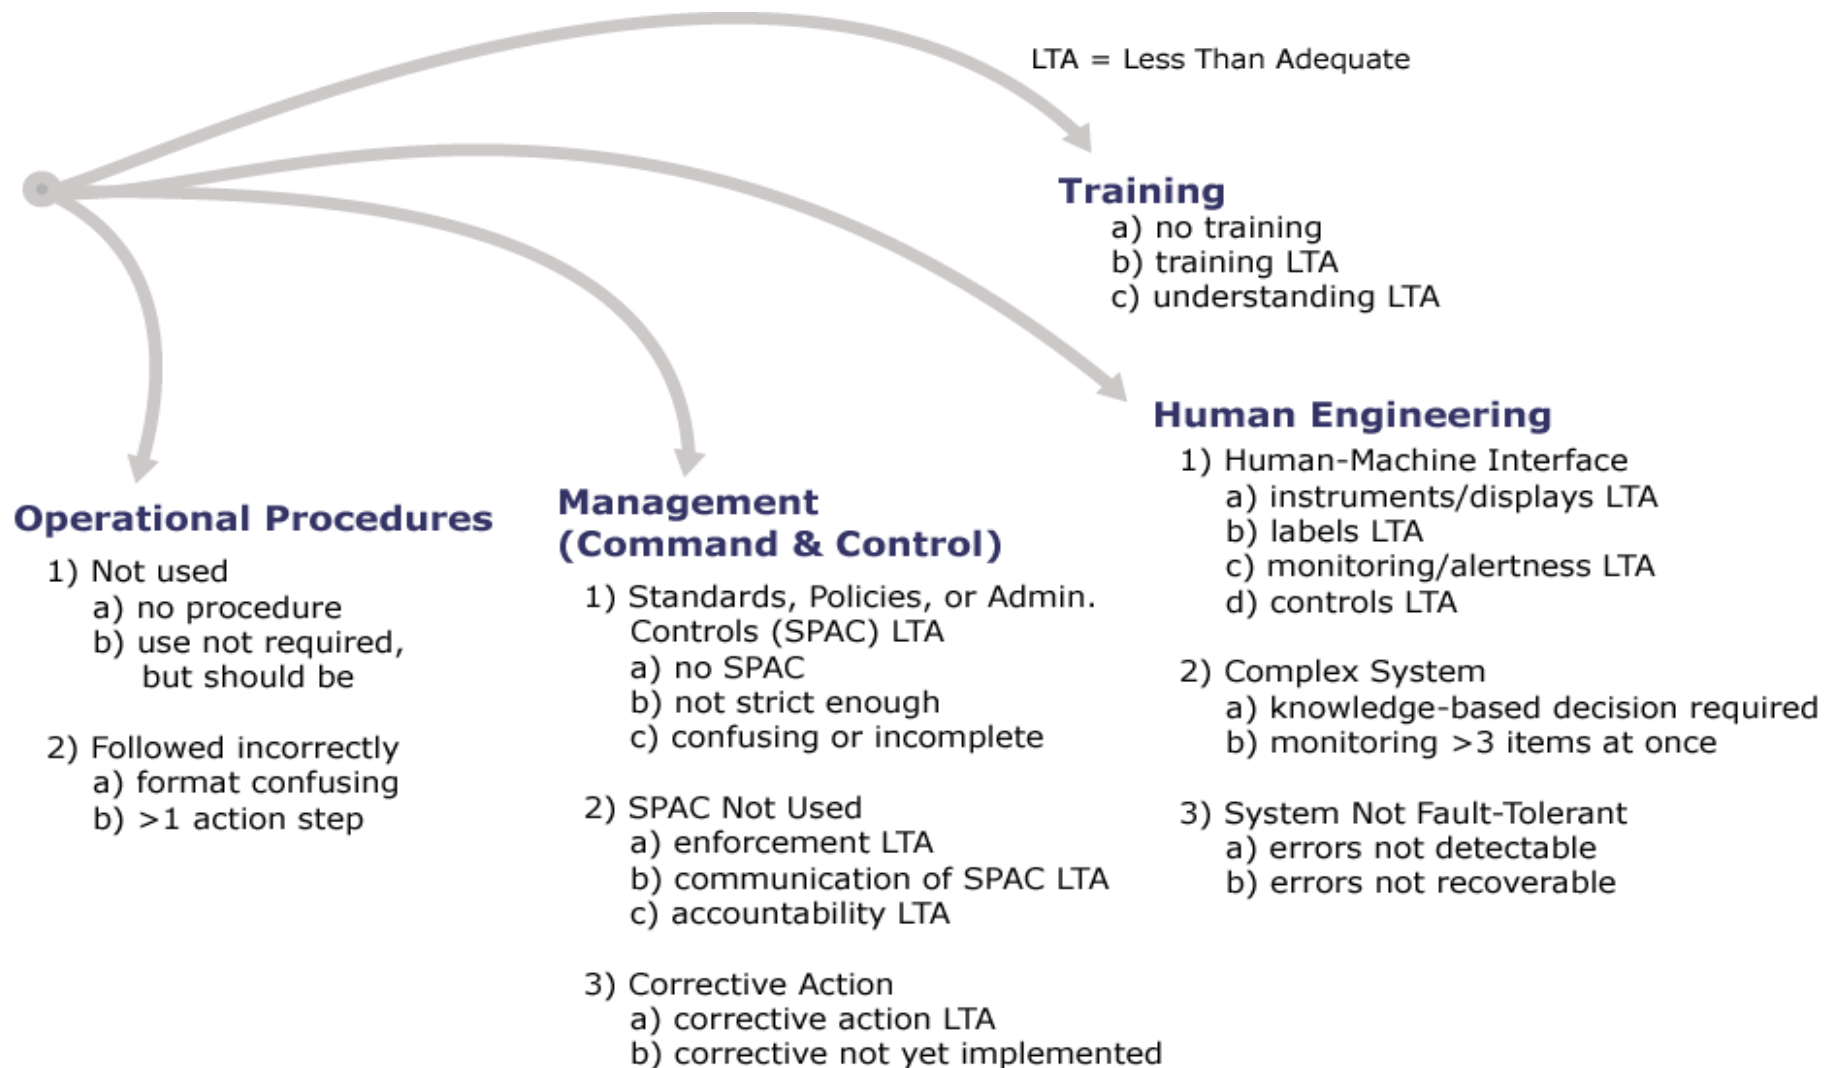 LTA = Less Than Adequate
Training
a) no training
b) training LTA
c) understanding LTA
Human Engineering
1) Human-Machine Interface
a) instruments/displays LTA
b) labels LTA
c) monitoring/alertness LTA
d) controls LTA
2) Complex System
a) knowledge-based decision required
b) monitoring >3 items at once
3) System Not Fault-Tolerant
a) errors not detectable
b) errors not recoverable
Management
(Command & Control)
1) Standards, Policies, or Admin.
Controls (SPAC) LTA
a) no SPAC
b) not strict enough
c) confusing or incomplete
2) SPAC Not Used
a) enforcement LTA
b) communication of SPAC LTA
c) accountability LTA
3) Corrective Action
a) corrective action LTA
b) corrective not yet implemented
Operational Procedures
1) Not used
a) no procedure
b) use not required,
but should be
2) Followed incorrectly
a) format confusing
b) >1 action step